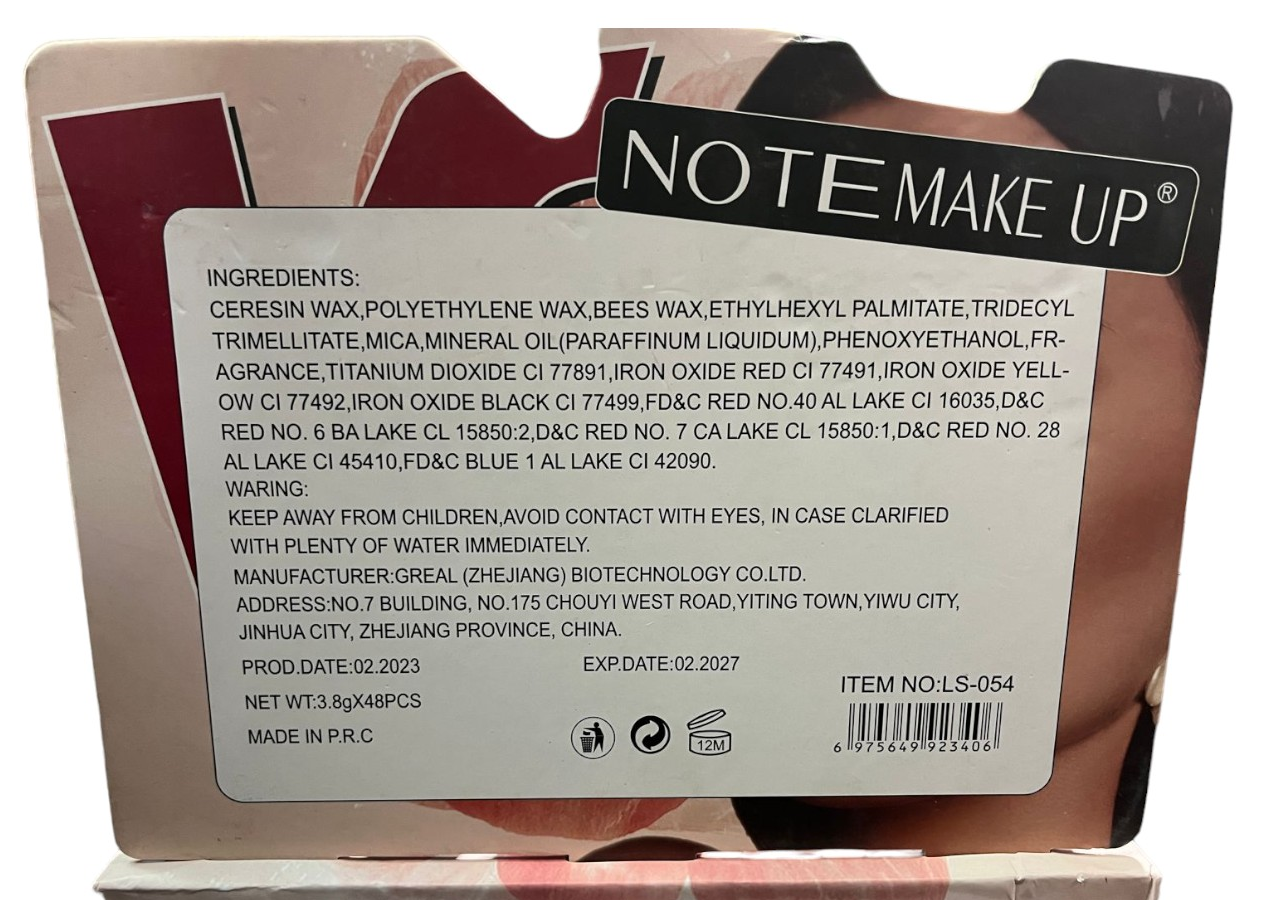 NOTE MAKE UP®
INGREDIENTS:
CERESIN WAX,POLYETHYLENE WAX,BEES WAX,ETHYLHEXYL PALMITATE,TRIDECYL
TRIMELLITATE,MICA,MINERAL OIL(PARAFFINUM LIQUIDUM),PHENOXYETHANOL,FR-
AGRANCE,TITANIUM DIOXIDE CI 77891,IRON OXIDE RED CI 77491,IRON OXIDE YELL-
OW CI 77492,IRON OXIDE BLACK CI 77499,FD&C RED NO.40 AL LAKE CI 16035,D&C
RED NO. 6 BA LAKE CL 15850:2,D&C RED NO. 7 CA LAKE CL 15850:1,D&C RED NO. 28
AL LAKE CI 45410,FD&C BLUE 1 AL LAKE CI 42090.
WARING:
KEEP AWAY FROM CHILDREN,AVOID CONTACT WITH EYES, IN CASE CLARIFIED
WITH PLENTY OF WATER IMMEDIATELY.
MANUFACTURER:GREAL (ZHEJIANG) BIOTECHNOLOGY CO.LTD.
ADDRESS:NO.7 BUILDING, NO.175 CHOUYI WEST ROAD,YITING TOWN,YIWU CITY,
JINHUA CITY, ZHEJIANG PROVINCE, CHINA.
PROD.DATE:02.2023 EXP.DATE:02.2027
NET WT:3.8gX48PCS
ITEM NO:LS-054
MADE IN P.R.C
12M
6 975649 923406